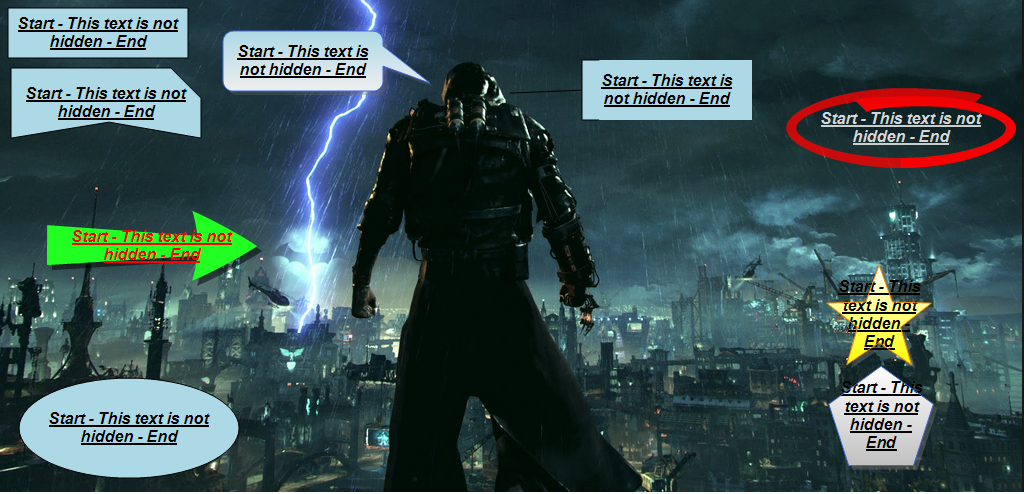 Start - This text is not
hidden - End
Start - This text is
not hidden - End
Start - This text is not
hidden - End
Start - This text is
not hidden - End
Start - This text is not
hidden - End
Start - This text is not
hidden - End
Start - This
text is not
hidden -
End
Start - This
text is not
hidden -
End
Start - This text is not
hidden - End